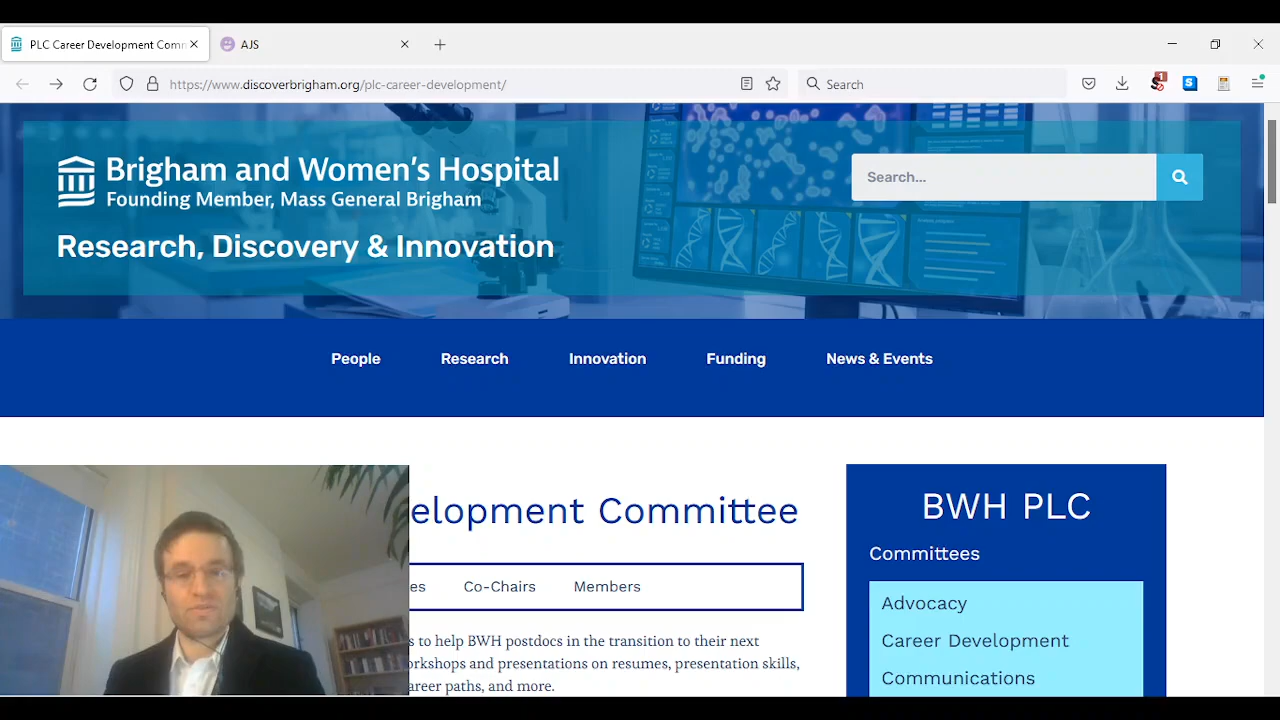 PLC Career Development Comm
AJS
https://www.discoverbrigham.org/plc-career-development/
Search
1
Brigham and Women's Hospital
Founding Member, Mass General Brigham
Research, Discovery & Innovation
Search...
People
Research
Innovation
Funding
News & Events
elopment Committee
es
Co-Chairs
Members
s to help BWH postdocs in the transition to their next
orkshops and presentations on resumes, presentation skills,
areer paths, and more.
BWH PLC
Committees
Advocacy
Career Development
Communications